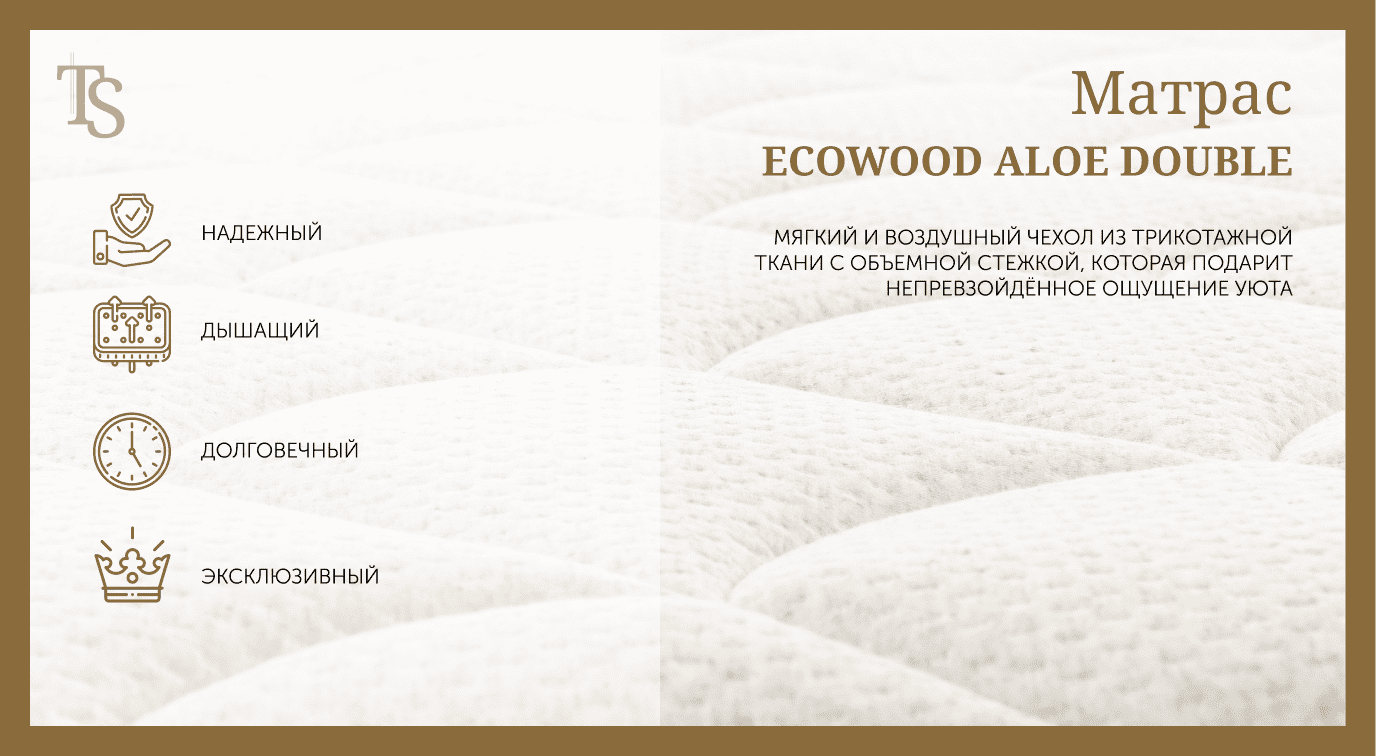 TS
Матрас
ECOWOOD ALOE DOUBLE
МЯГКИЙ И ВОЗДУШНЫЙ ЧЕХОЛ ИЗ ТРИКОТАЖНОЙ
ТКАНИ С ОБЪЕМНОЙ СТЕЖКОЙ, КОТОРАЯ ПОДАРИТ
НЕПРЕВЗОЙДЁННОЕ ОЩУЩЕНИЕ УЮТА
НАДЕЖНЫЙ
ДЫШАЩИЙ
ДОЛГОВЕЧНЫЙ
ЭКСКЛЮЗИВНЫЙ